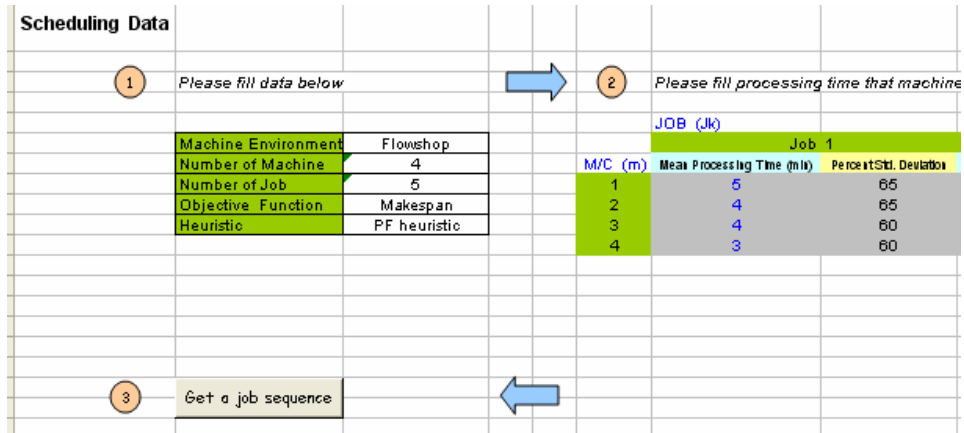 Scheduling Data
1 Please fill data below 2 Please fill processing time that machine
JOB (Jk)
Machine Environment Flowshop Job 1
Number of Machine 4 M/C (m) Mean Processing Time (min) Percent Std. Deviation
Number of Job 5 1 5 65
Objective Function Makespan 2 4 65
Heuristic PF heuristic 3 4 60
4 3 60
3 Get a job sequence